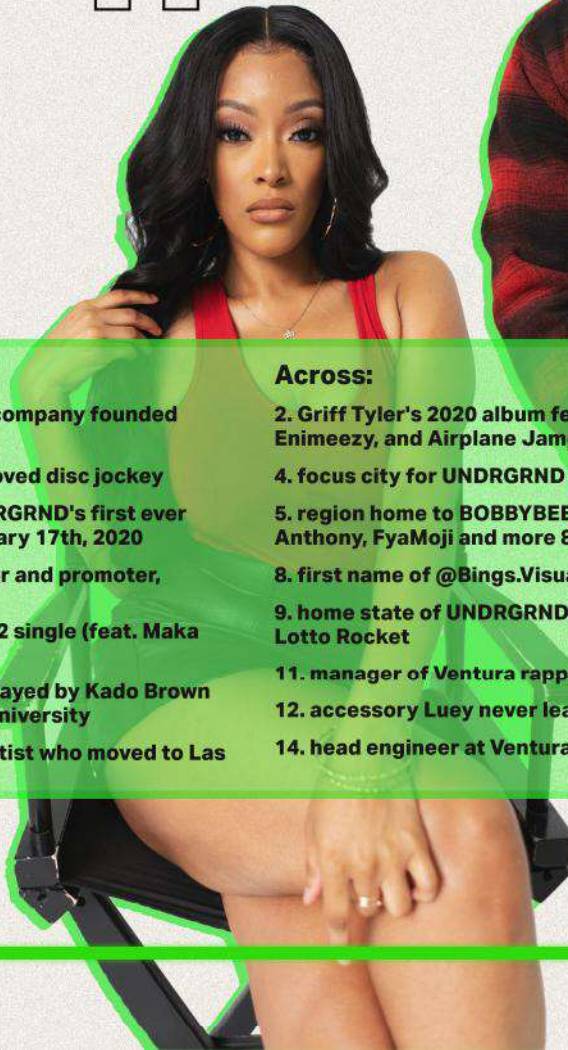 company founded
oved disc jockey
RGRND's first ever
ary 17th, 2020
r and promoter,
2 single (feat. Maka
ayed by Kado Brown
niversity
tist who moved to Las
Across:
2. Griff Tyler's 2020 album fe
Enimeezy, and Airplane Jam
4. focus city for UNDRGRND
5. region home to BOBBYBEE
Anthony, FyaMoji and more 8
8. first name of @Bings.Visua
9. home state of UNDRGRND
Lotto Rocket
11. manager of Ventura rapp
12. accessory Luey never lea
14. head engineer at Ventura